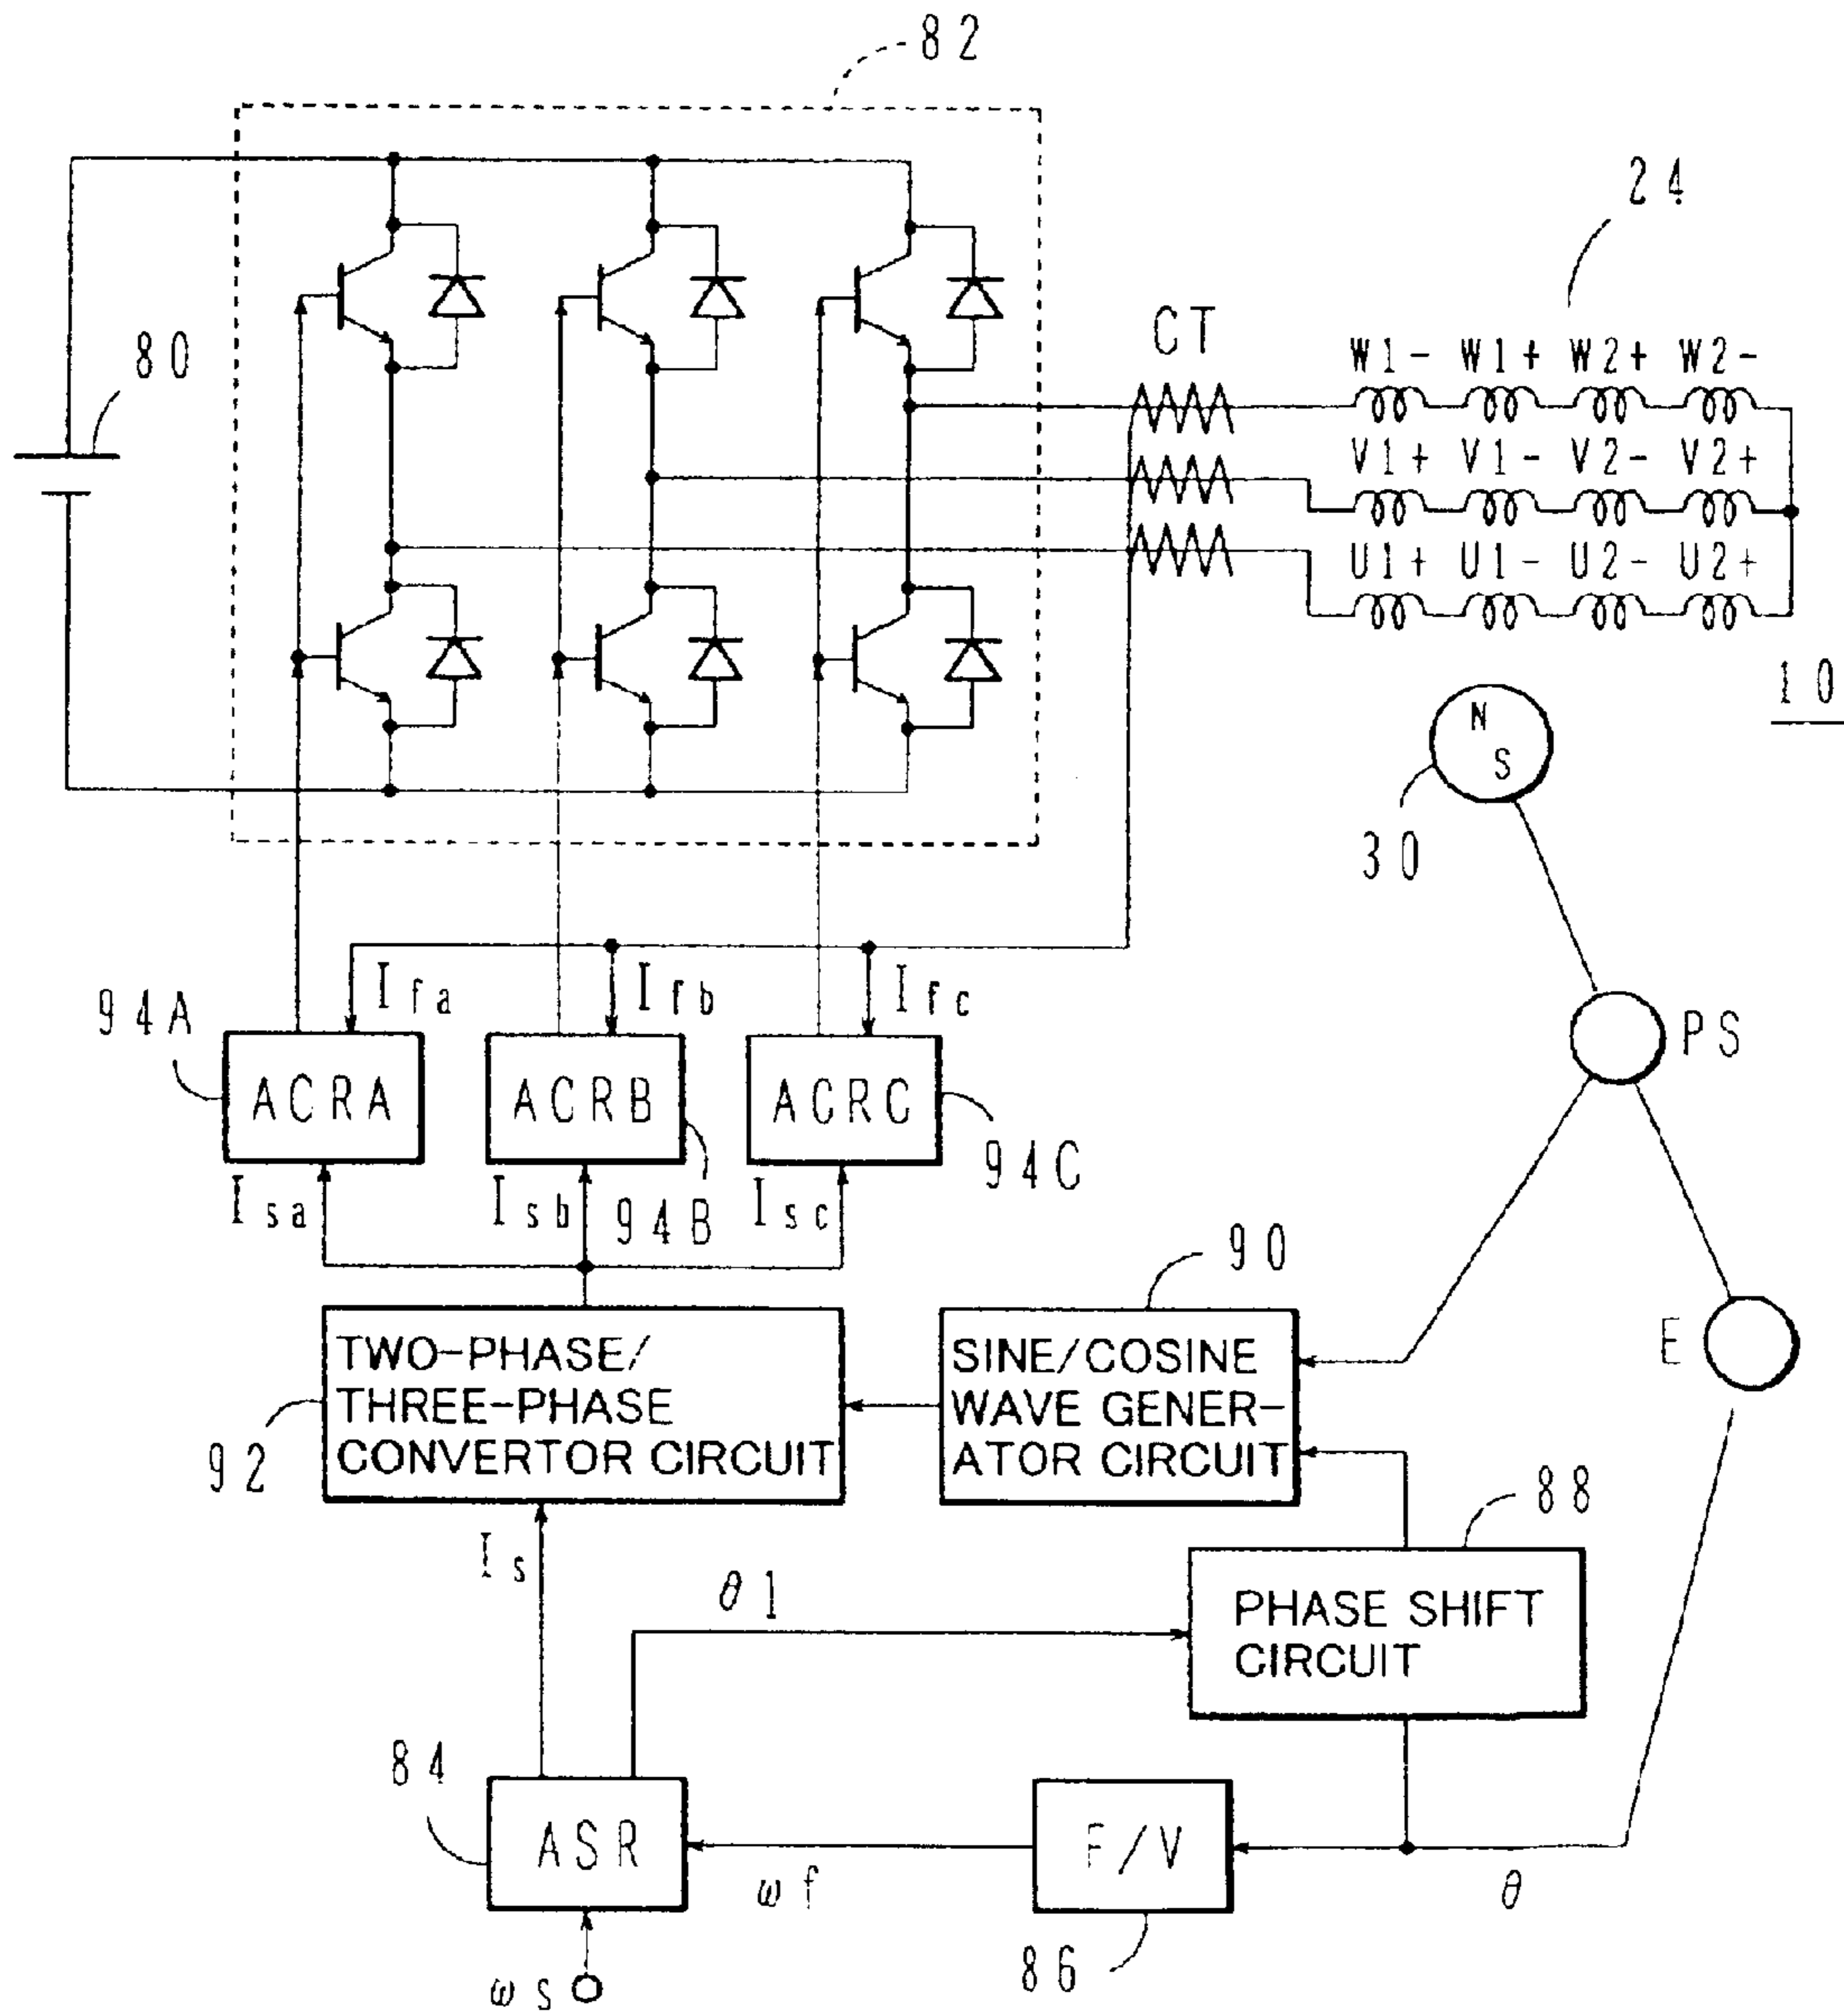 82
24
80
CT
W1- W1+ W2+ W2-
V1+ V1- V2- V2+
U1+ U1- U2- U2+
10
N
S
30
Ifa
Ifb
Ifc
94A
PS
ACRA
ACRB
ACRC
94C
Isa
Isb
94B
Isc
90
E
TWO-PHASE/
THREE-PHASE
CONVERTOR CIRCUIT
SINE/COSINE
WAVE GENER-
ATOR CIRCUIT
92
88
Is
θ1
PHASE SHIFT
CIRCUIT
84
ASR
F/V
ωf
θ
86
ωs